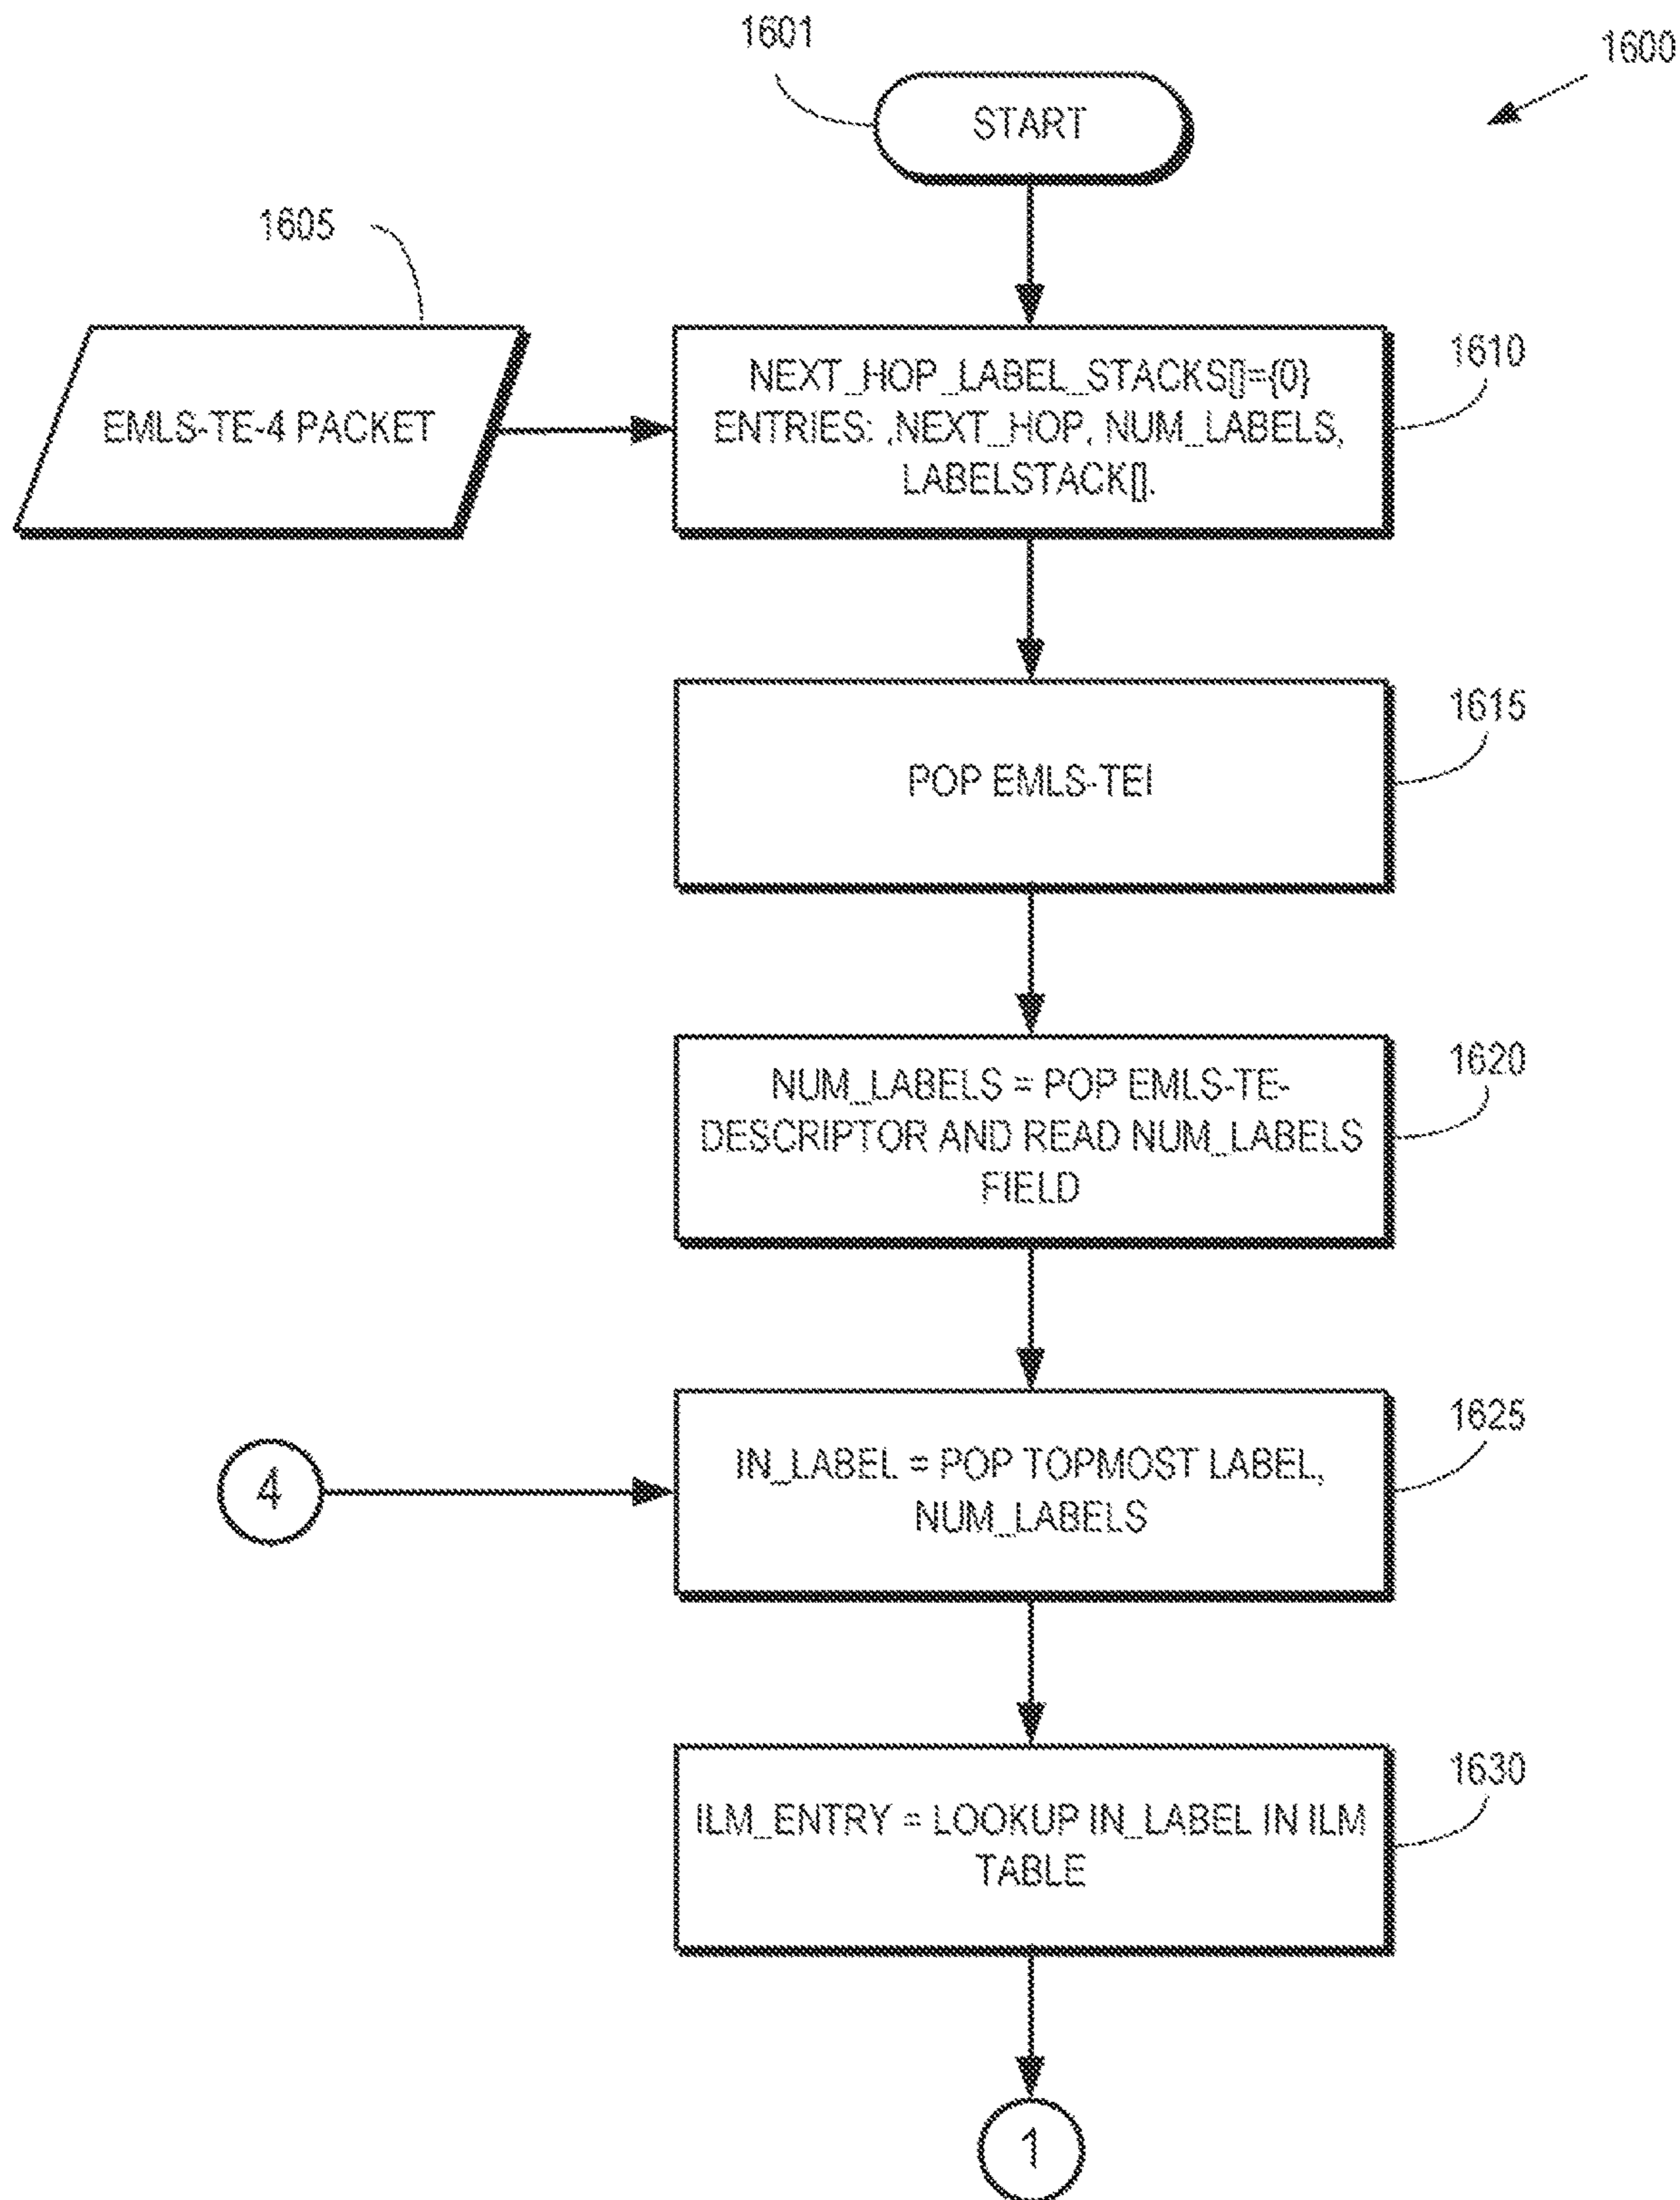 1601
1600
START
1605
1610
NEXT_HOP_LABEL_STACKS[]={0}
ENTRIES: ,NEXT_HOP, NUM_LABELS,
LABELSTACK[].
EMLS-TE-4 PACKET
1615
POP EMLS-TEI
1620
NUM_LABELS = POP EMLS-TE-
DESCRIPTOR AND READ NUM_LABELS
FIELD
1625
IN_LABEL = POP TOPMOST LABEL,
NUM_LABELS
4
1630
ILM_ENTRY = LOOKUP IN_LABEL IN ILM
TABLE
1